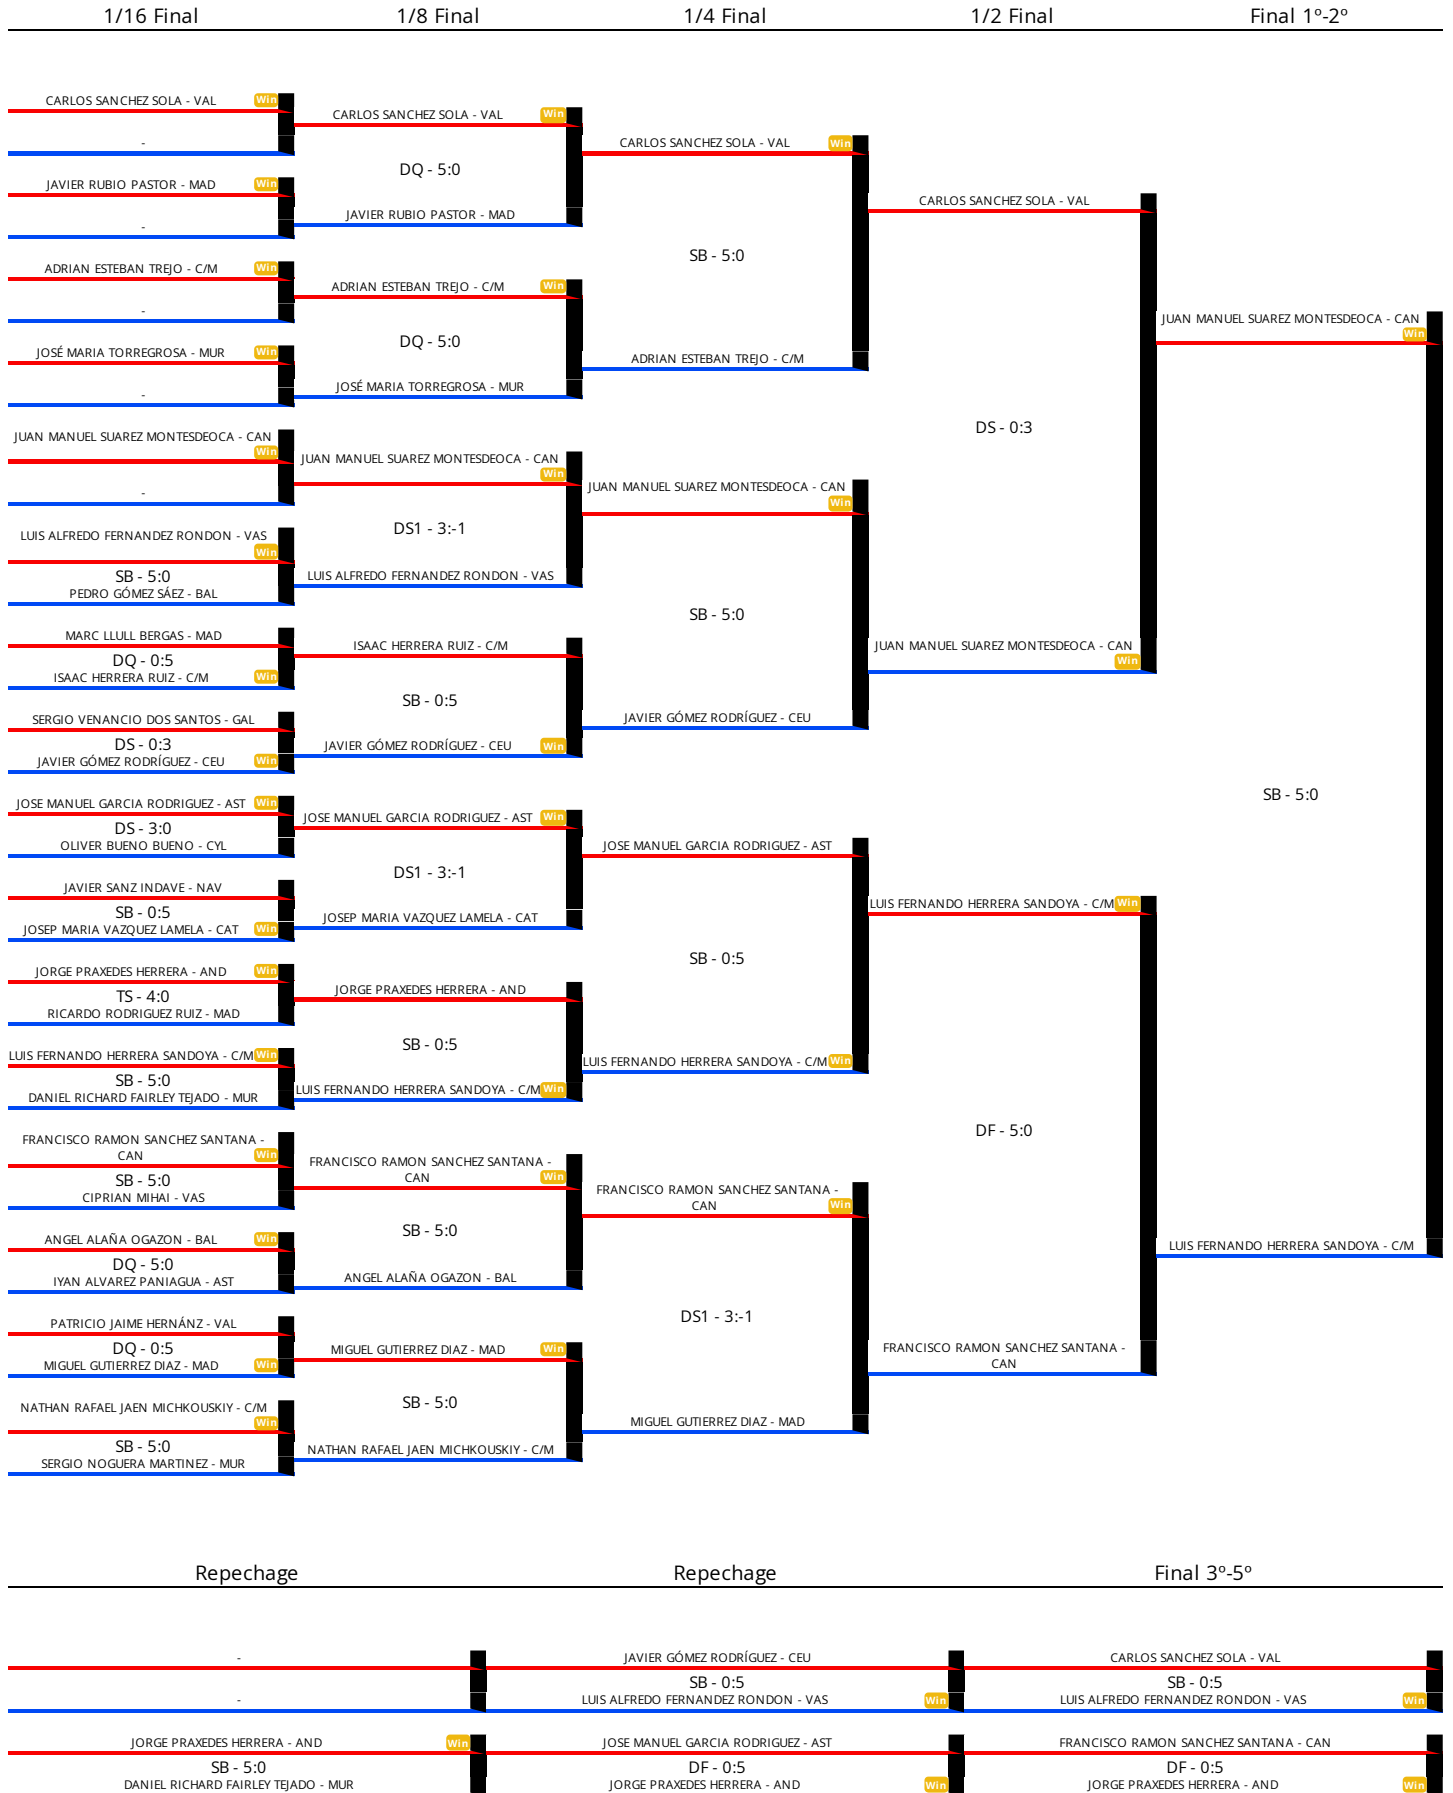 1/16 Final
1/8 Final
1/4 Final
1/2 Final
Final 1º-2º
CARLOS SANCHEZ SOLA - VAL
Win
-
JAVIER RUBIO PASTOR - MAD
Win
-
ADRIAN ESTEBAN TREJO - C/M
Win
-
JOSÉ MARIA TORREGROSA - MUR
Win
-
JUAN MANUEL SUAREZ MONTESDEOCA - CAN
Win
-
LUIS ALFREDO FERNANDEZ RONDON - VAS
Win
SB - 5:0
PEDRO GÓMEZ SÁEZ - BAL
MARC LLULL BERGAS - MAD
DQ - 0:5
ISAAC HERRERA RUIZ - C/M
Win
SERGIO VENANCIO DOS SANTOS - GAL
DS - 0:3
JAVIER GÓMEZ RODRÍGUEZ - CEU
Win
JOSE MANUEL GARCIA RODRIGUEZ - AST
Win
DS - 3:0
OLIVER BUENO BUENO - CYL
JAVIER SANZ INDAVE - NAV
SB - 0:5
JOSEP MARIA VAZQUEZ LAMELA - CAT
Win
JORGE PRAXEDES HERRERA - AND
Win
TS - 4:0
RICARDO RODRIGUEZ RUIZ - MAD
LUIS FERNANDO HERRERA SANDOYA - C/M
Win
SB - 5:0
DANIEL RICHARD FAIRLEY TEJADO - MUR
FRANCISCO RAMON SANCHEZ SANTANA -
CAN
Win
SB - 5:0
CIPRIAN MIHAI - VAS
ANGEL ALAÑA OGAZON - BAL
Win
DQ - 5:0
IYAN ALVAREZ PANIAGUA - AST
PATRICIO JAIME HERNÁNZ - VAL
DQ - 0:5
MIGUEL GUTIERREZ DIAZ - MAD
Win
NATHAN RAFAEL JAEN MICHKOUSKIY - C/M
Win
SB - 5:0
SERGIO NOGUERA MARTINEZ - MUR
CARLOS SANCHEZ SOLA - VAL
Win
DQ - 5:0
JAVIER RUBIO PASTOR - MAD
ADRIAN ESTEBAN TREJO - C/M
Win
DQ - 5:0
JOSÉ MARIA TORREGROSA - MUR
JUAN MANUEL SUAREZ MONTESDEOCA - CAN
Win
DS1 - 3:-1
LUIS ALFREDO FERNANDEZ RONDON - VAS
ISAAC HERRERA RUIZ - C/M
SB - 0:5
JAVIER GÓMEZ RODRÍGUEZ - CEU
Win
JOSE MANUEL GARCIA RODRIGUEZ - AST
Win
DS1 - 3:-1
JOSEP MARIA VAZQUEZ LAMELA - CAT
JORGE PRAXEDES HERRERA - AND
SB - 0:5
LUIS FERNANDO HERRERA SANDOYA - C/M
Win
FRANCISCO RAMON SANCHEZ SANTANA -
CAN
Win
SB - 5:0
ANGEL ALAÑA OGAZON - BAL
MIGUEL GUTIERREZ DIAZ - MAD
Win
SB - 5:0
NATHAN RAFAEL JAEN MICHKOUSKIY - C/M
CARLOS SANCHEZ SOLA - VAL
Win
SB - 5:0
ADRIAN ESTEBAN TREJO - C/M
JUAN MANUEL SUAREZ MONTESDEOCA - CAN
Win
SB - 5:0
JAVIER GÓMEZ RODRÍGUEZ - CEU
JOSE MANUEL GARCIA RODRIGUEZ - AST
SB - 0:5
LUIS FERNANDO HERRERA SANDOYA - C/M
Win
FRANCISCO RAMON SANCHEZ SANTANA -
CAN
Win
DS1 - 3:-1
MIGUEL GUTIERREZ DIAZ - MAD
CARLOS SANCHEZ SOLA - VAL
DS - 0:3
JUAN MANUEL SUAREZ MONTESDEOCA - CAN
Win
LUIS FERNANDO HERRERA SANDOYA - C/M
Win
DF - 5:0
FRANCISCO RAMON SANCHEZ SANTANA -
CAN
JUAN MANUEL SUAREZ MONTESDEOCA - CAN
Win
SB - 5:0
LUIS FERNANDO HERRERA SANDOYA - C/M
Repechage
Repechage
Final 3º-5º
-
-
JORGE PRAXEDES HERRERA - AND
Win
SB - 5:0
DANIEL RICHARD FAIRLEY TEJADO - MUR
JAVIER GÓMEZ RODRÍGUEZ - CEU
SB - 0:5
LUIS ALFREDO FERNANDEZ RONDON - VAS
Win
JOSE MANUEL GARCIA RODRIGUEZ - AST
DF - 0:5
JORGE PRAXEDES HERRERA - AND
Win
CARLOS SANCHEZ SOLA - VAL
SB - 0:5
LUIS ALFREDO FERNANDEZ RONDON - VAS
Win
FRANCISCO RAMON SANCHEZ SANTANA - CAN
DF - 0:5
JORGE PRAXEDES HERRERA - AND
Win